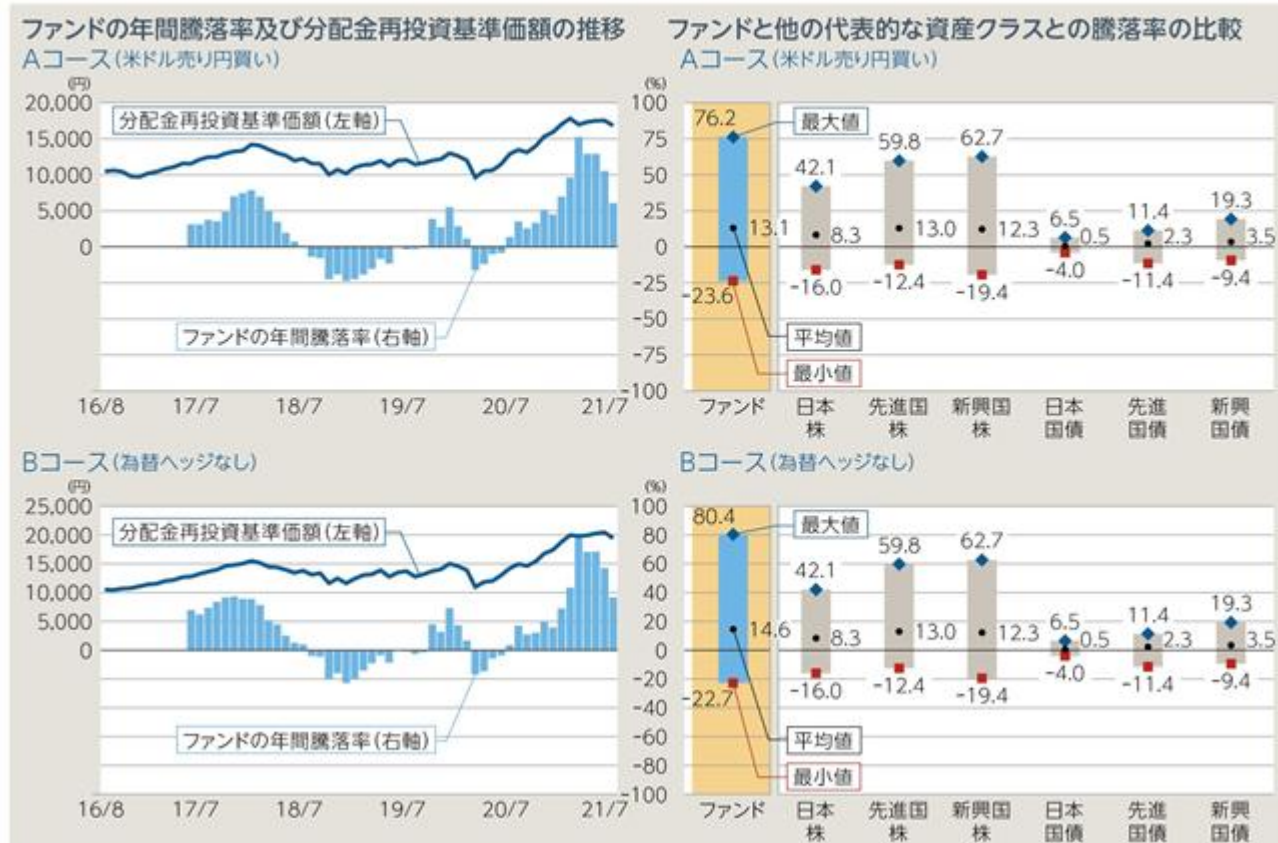 ファンドの年間騰落率及び分配金再投資基準価額の推移
Aコース(米ドル売り円買い)
(円)
20,000
15,000
10,000
5,000
0
分配金再投資基準価額(左軸)
ファンドの年間騰落率(右軸)
16/8 17/7 18/7 19/7 20/7 21/7
ファンドと他の代表的な資産クラスとの騰落率の比較
Aコース(米ドル売り円買い)
(%)
100
75
50
25
0
-25
-50
-75
-100
76.2 42.1 59.8 62.7 6.5 11.4 19.3
13.1 8.3 13.0 12.3 0.5 2.3 3.5
-23.6 -16.0 -12.4 -19.4 -4.0 -11.4 -9.4
最大値
平均値
最小値
ファンド 日本 先進国 新興国 日本 先進 新興
株 株 株 国債 国債 国債
Bコース(為替ヘッジなし)
(円)
25,000
20,000
15,000
10,000
5,000
0
分配金再投資基準価額(左軸)
ファンドの年間騰落率(右軸)
16/8 17/7 18/7 19/7 20/7 21/7
Bコース(為替ヘッジなし)
(%)
100
80
60
40
20
0
-20
-40
-60
-80
-100
80.4 42.1 59.8 62.7 6.5 11.4 19.3
14.6 8.3 13.0 12.3 0.5 2.3 3.5
-22.7 -16.0 -12.4 -19.4 -4.0 -11.4 -9.4
最大値
平均値
最小値
ファンド 日本 先進国 新興国 日本 先進 新興
株 株 株 国債 国債 国債